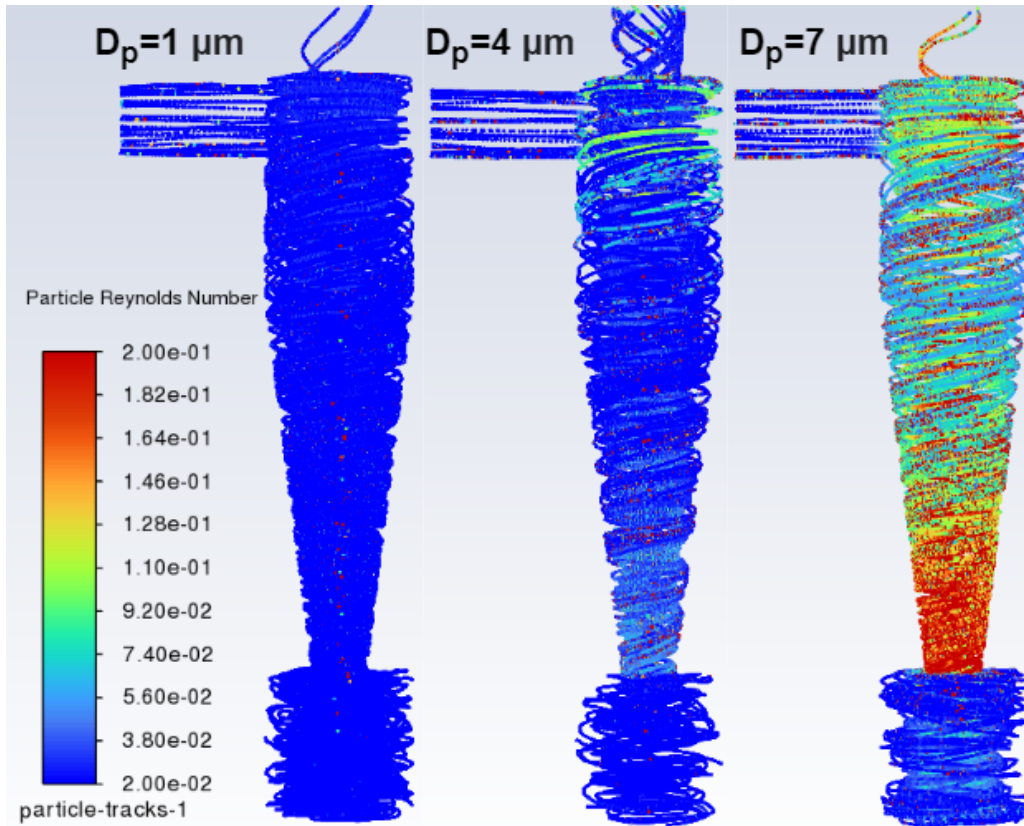 Dₚ=1 µm
Dₚ=4 µm
Dₚ=7 µm
Particle Reynolds Number
2.00e-01
1.82e-01
1.64e-01
1.46e-01
1.28e-01
1.10e-01
9.20e-02
7.40e-02
5.60e-02
3.80e-02
2.00e-02
particle-tracks-1